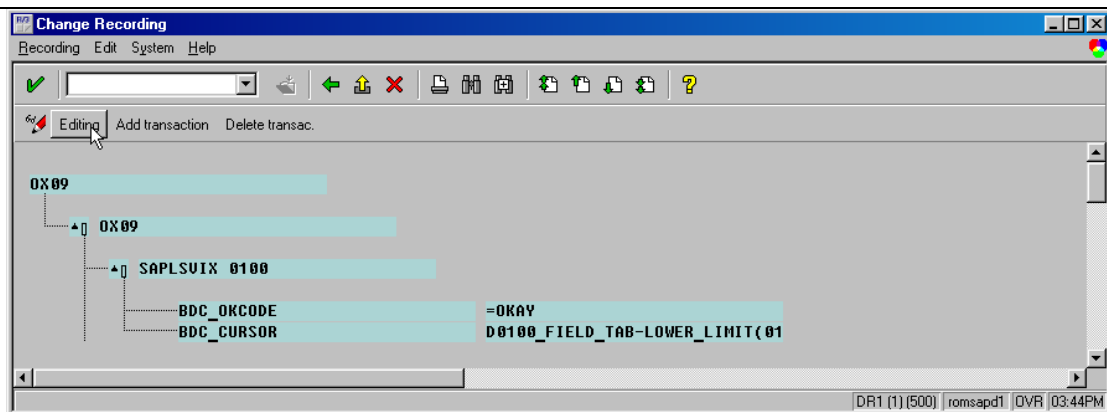 Change Recording
Recording Edit System Help
Editing Add transaction Delete transac.
OX09
OX09
SAPLSVIX 0100
BDC_OKCODE =OKAY
BDC_CURSOR D0100_FIELD_TAB-LOWER_LIMIT(01
DR1 (1) (500) romsapd1 OVR 03:44PM